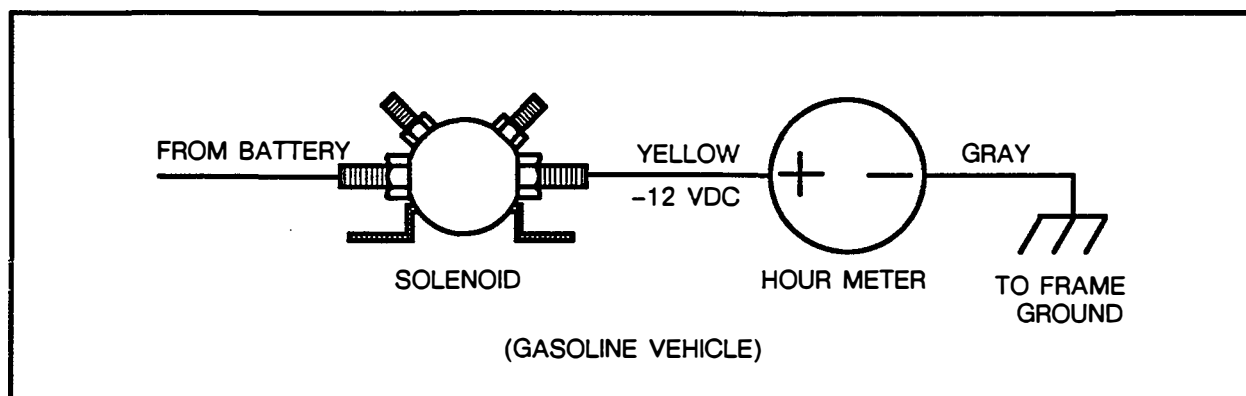 FROM BATTERY
YELLOW
-12 VDC
+
−
GRAY
SOLENOID
HOUR METER
TO FRAME
GROUND
(GASOLINE VEHICLE)